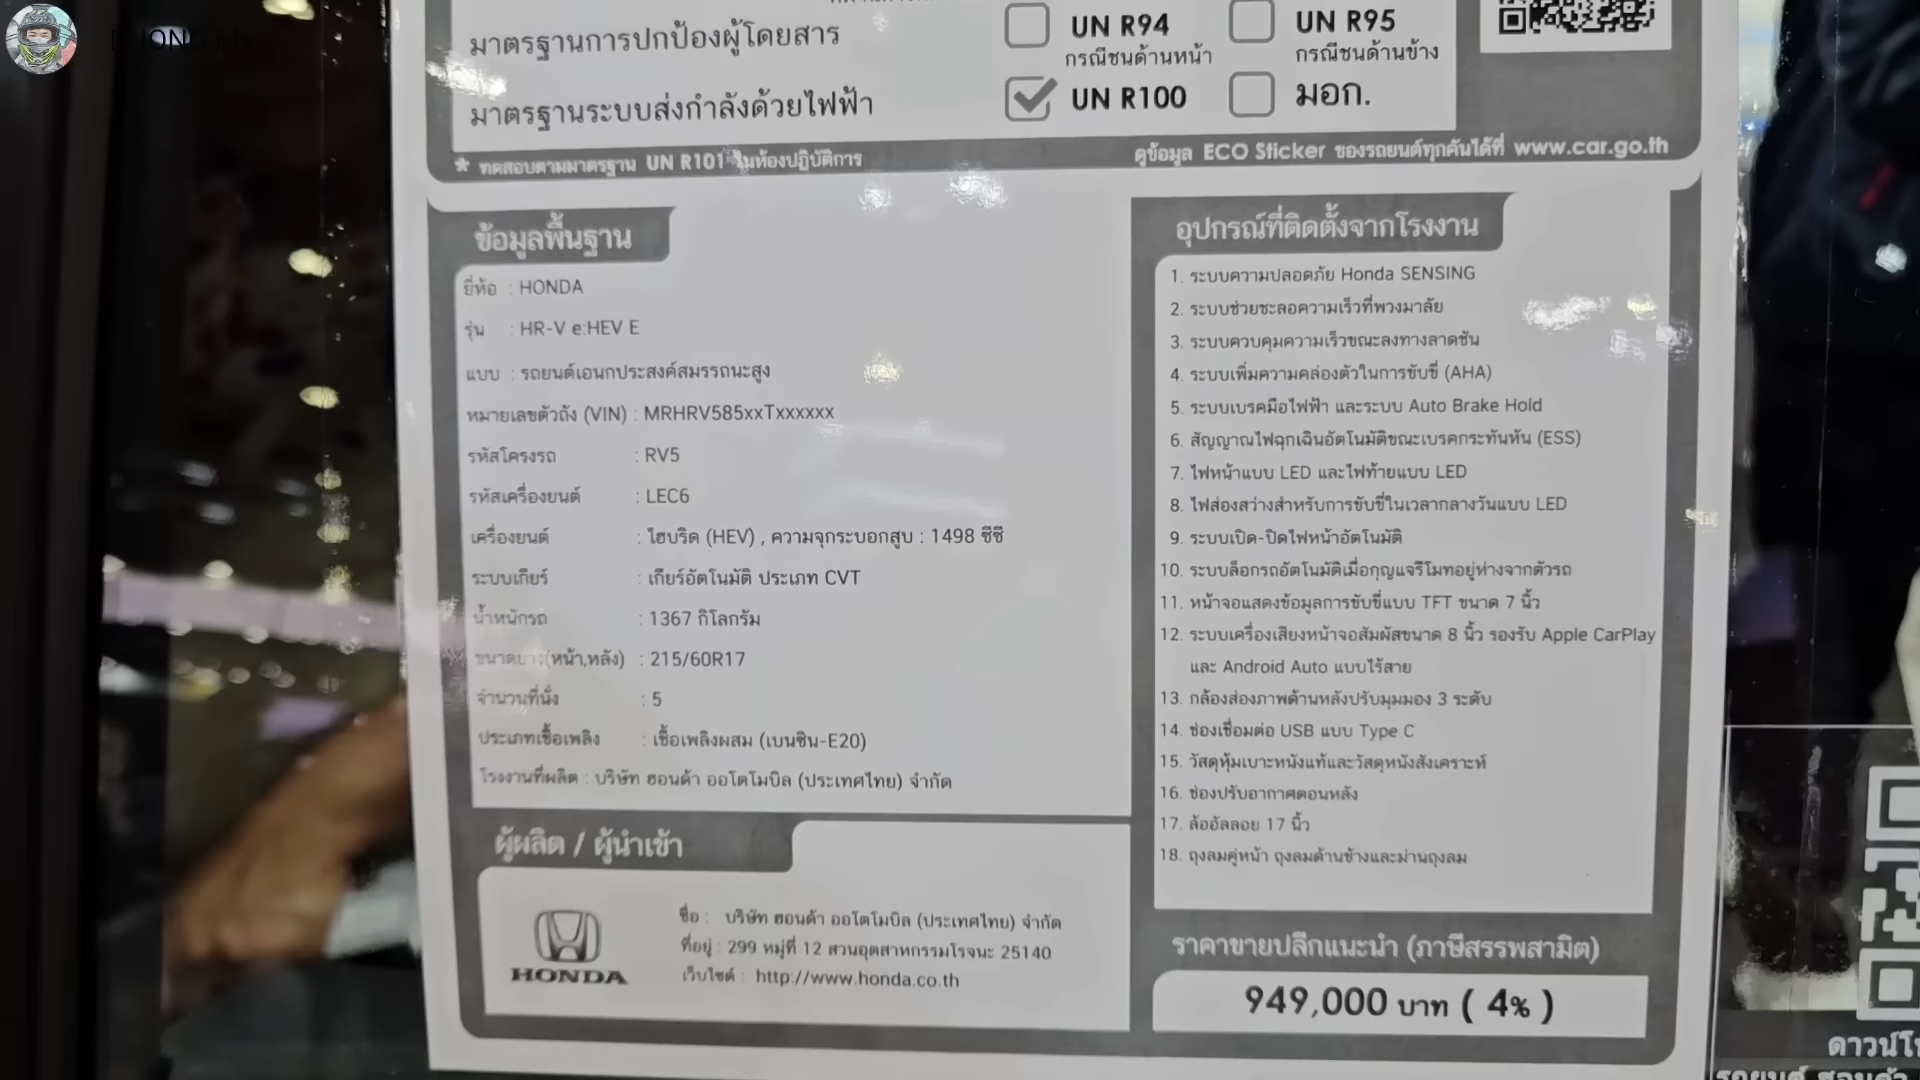 มาตรฐานการปกป้องผู้โดยสาร
UN R94
กรณีชนด้านหน้า
UN R95
กรณีชนด้านข้าง
มาตรฐานระบบส่งกำลังด้วยไฟฟ้า
UN R100
มอก.
* ทดสอบตามมาตรฐาน UN R101 ในห้องปฏิบัติการ
ดูข้อมูล ECO Sticker ของรถยนต์ทุกคันได้ที่ www.car.go.th
ข้อมูลพื้นฐาน
ยี่ห้อ : HONDA
รุ่น : HR-V e:HEV E
แบบ : รถยนต์เอนกประสงค์สมรรถนะสูง
หมายเลขตัวถัง (VIN) : MRHRV585xxTxxxxxx
รหัสโครงรถ : RV5
รหัสเครื่องยนต์ : LEC6
เครื่องยนต์ : ไฮบริด (HEV) , ความจุกระบอกสูบ : 1498 ซีซี
ระบบเกียร์ : เกียร์อัตโนมัติ ประเภท CVT
น้ำหนักรถ : 1367 กิโลกรัม
ขนาดยาง(หน้า,หลัง) : 215/60R17
จำนวนที่นั่ง : 5
ประเภทเชื้อเพลิง : เชื้อเพลิงผสม (เบนซิน-E20)
โรงงานที่ผลิต : บริษัท ฮอนด้า ออโตโมบิล (ประเทศไทย) จำกัด
ผู้ผลิต / ผู้นำเข้า
HONDA
ชื่อ : บริษัท ฮอนด้า ออโตโมบิล (ประเทศไทย) จำกัด
ที่อยู่ : 299 หมู่ที่ 12 สวนอุตสาหกรรมโรจนะ 25140
เว็บไซต์ : http://www.honda.co.th
อุปกรณ์ที่ติดตั้งจากโรงงาน
1. ระบบความปลอดภัย Honda SENSING
2. ระบบช่วยชะลอความเร็วที่พวงมาลัย
3. ระบบควบคุมความเร็วขณะลงทางลาดชัน
4. ระบบเพิ่มความคล่องตัวในการขับขี่ (AHA)
5. ระบบเบรคมือไฟฟ้า และระบบ Auto Brake Hold
6. สัญญาณไฟฉุกเฉินอัตโนมัติขณะเบรคกระทันหัน (ESS)
7. ไฟหน้าแบบ LED และไฟท้ายแบบ LED
8. ไฟส่องสว่างสำหรับการขับขี่ในเวลากลางวันแบบ LED
9. ระบบเปิด-ปิดไฟหน้าอัตโนมัติ
10. ระบบล็อกรถอัตโนมัติเมื่อกุญแจรีโมทอยู่ห่างจากตัวรถ
11. หน้าจอแสดงข้อมูลการขับขี่แบบ TFT ขนาด 7 นิ้ว
12. ระบบเครื่องเสียงหน้าจอสัมผัสขนาด 8 นิ้ว รองรับ Apple CarPlay
และ Android Auto แบบไร้สาย
13. กล้องส่องภาพด้านหลังปรับมุมมอง 3 ระดับ
14. ช่องเชื่อมต่อ USB แบบ Type C
15. วัสดุหุ้มเบาะหนังแท้และวัสดุหนังสังเคราะห์
16. ช่องปรับอากาศตอนหลัง
17. ล้ออัลลอย 17 นิ้ว
18. ถุงลมคู่หน้า ถุงลมด้านข้างและม่านถุงลม
ราคาขายปลีกแนะนำ (ภาษีสรรพสามิต)
949,000 บาท ( 4% )